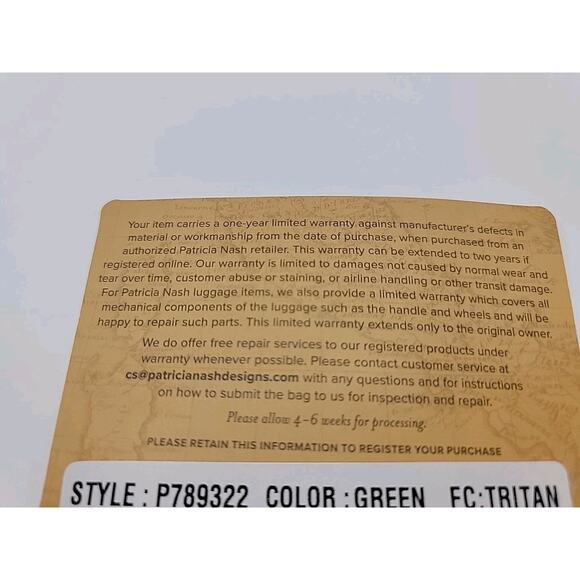 Your item carries a one-year limited warranty against manufacturer's defects in
material or workmanship from the date of purchase, when purchased from an
authorized Patricia Nash retailer. This warranty can be extended to two years if
registered online. Our warranty is limited to damages not caused by normal wear and
tear over time, customer abuse or staining, or airline handling or other transit damage.
For Patricia Nash luggage items, we also provide a limited warranty which covers all
mechanical components of the luggage such as the handle and wheels and will be
happy to repair such parts. This limited warranty extends only to the original owner.
We do offer free repair services to our registered products under
warranty whenever possible. Please contact customer service at
cs@patricianashdesigns.com with any questions and for instructions
on how to submit the bag to us for inspection and repair.
Please allow 4-6 weeks for processing.
PLEASE RETAIN THIS INFORMATION TO REGISTER YOUR PURCHASE
STYLE : P789322 COLOR : GREEN FC:TRITAN